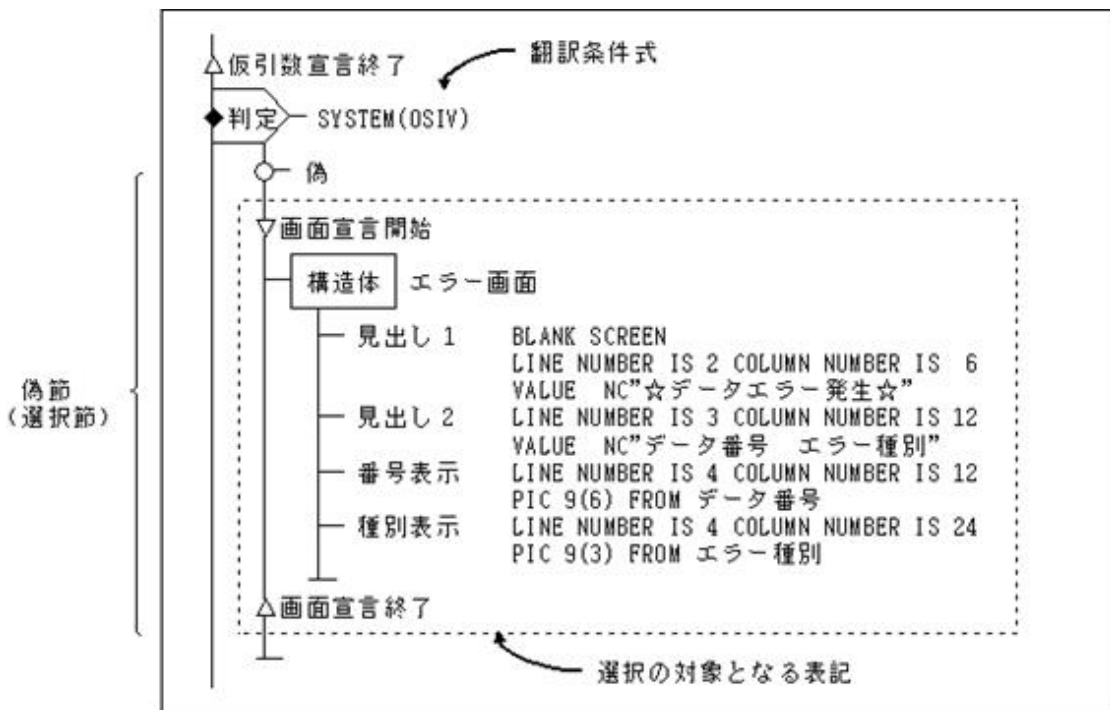 翻訳条件式
仮引数宣言終了
判定 SYSTEM(OSIV)
偽
画面宣言開始
構造体 エラー画面
見出し1 BLANK SCREEN
LINE NUMBER IS 2 COLUMN NUMBER IS 6
VALUE NC"☆データエラー発生☆"
見出し2 LINE NUMBER IS 3 COLUMN NUMBER IS 12
VALUE NC"データ番号 エラー種別"
番号表示 LINE NUMBER IS 4 COLUMN NUMBER IS 12
PIC 9(6) FROM データ番号
種別表示 LINE NUMBER IS 4 COLUMN NUMBER IS 24
PIC 9(3) FROM エラー種別
画面宣言終了
偽節
(選択節)
選択の対象となる表記